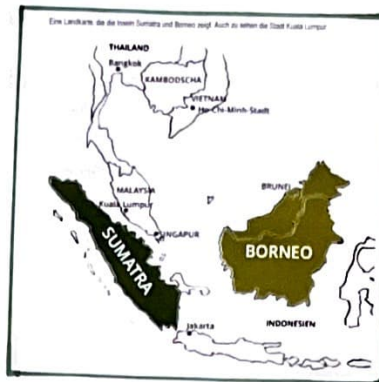 Eine Landkarte, die die Inseln Sumatra und Borneo zeigt. Auch zu sehen die Stadt Kuala Lumpur
THAILAND
Bangkok
KAMBODSCHA
VIETNAM
Ho-Chi-Minh-Stadt
MALAYSIA
Kuala Lumpur
BRUNEI
SINGAPUR
SUMATRA
BORNEO
Jakarta
INDONESIEN